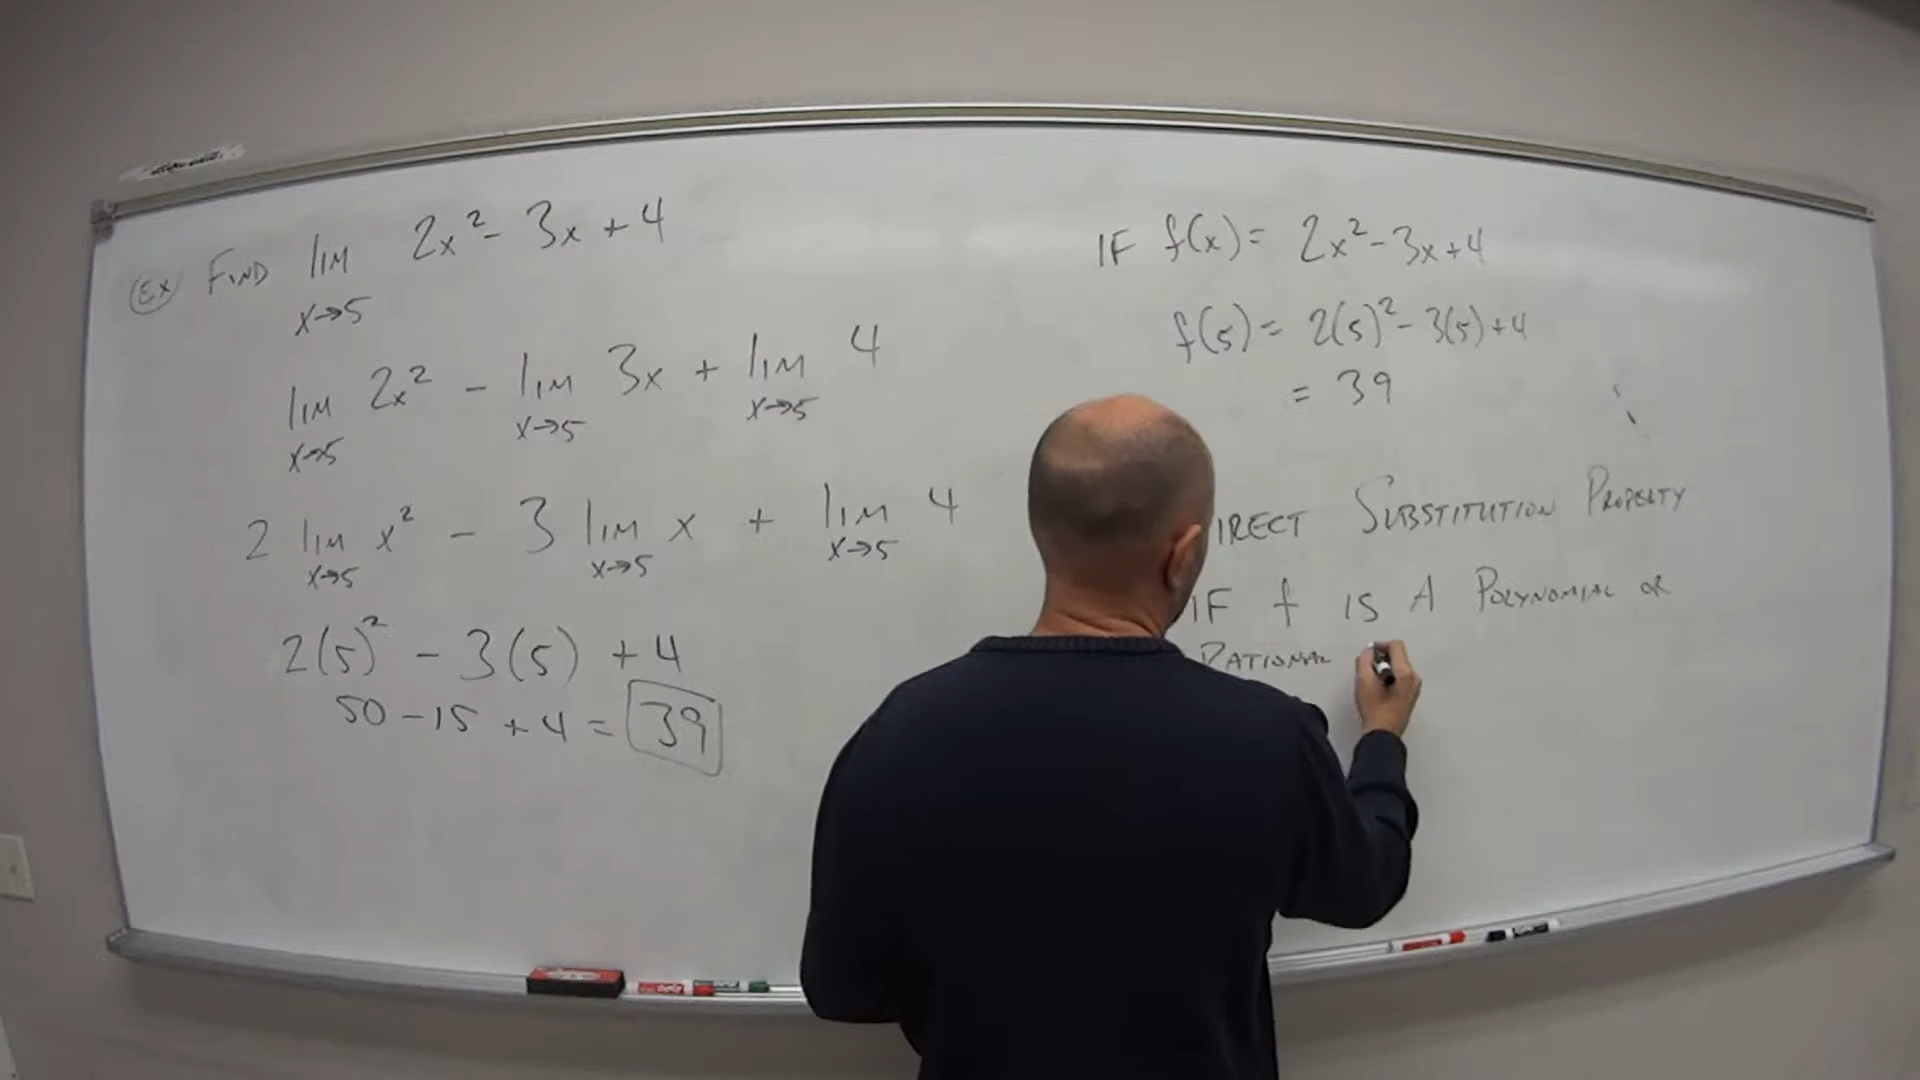 Ex FIND lim 2x² - 3x + 4
x→5
lim 2x² - lim 3x + lim 4
x→5 x→5 x→5
2 lim x² - 3 lim x + lim 4
x→5 x→5 x→5
2(5)² - 3(5) + 4
50 - 15 + 4 = 39
IF f(x) = 2x² - 3x + 4
f(5) = 2(5)² - 3(5) + 4
= 39
IRECT SUBSTITUTION PROPERTY
IF f IS A POLYNOMIAL OR
RATIONAL